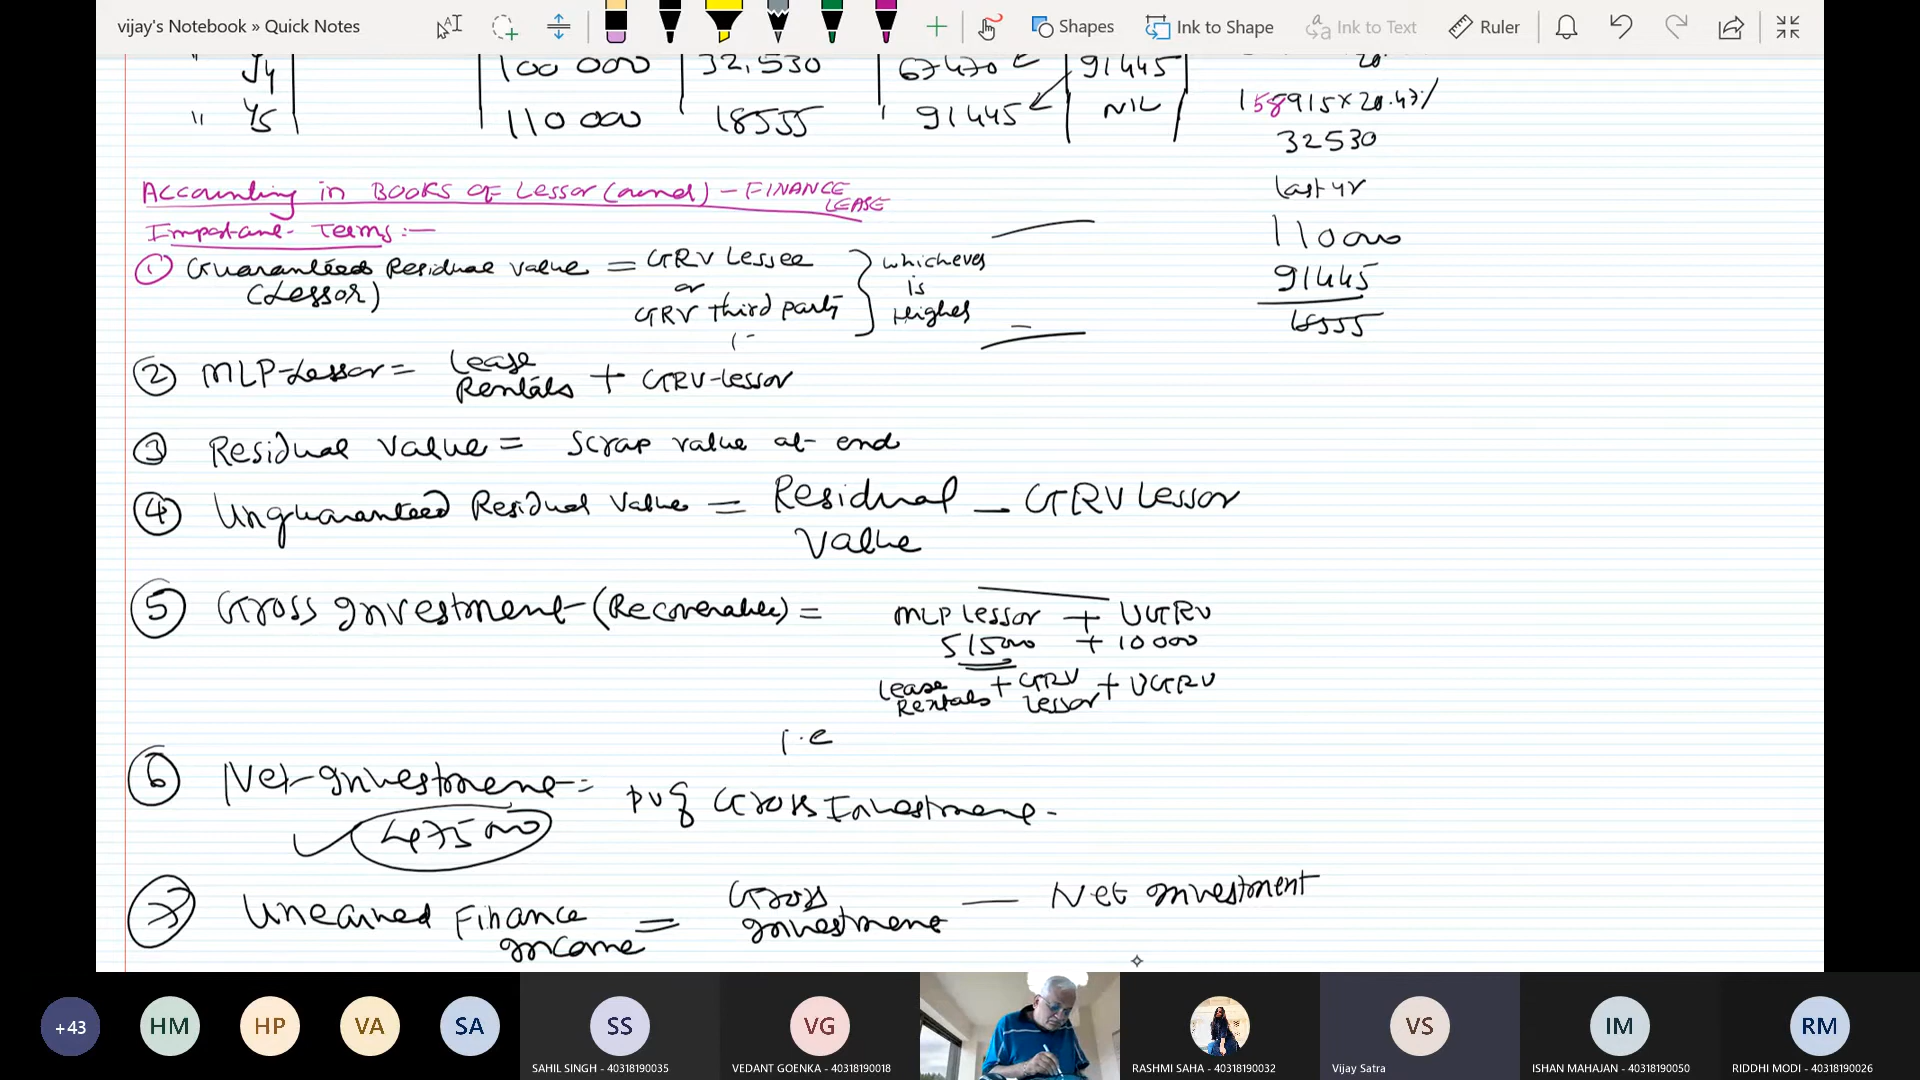 vijay's Notebook » Quick Notes
Shapes
Ink to Shape
Ink to Text
Ruler
" Y4 100 000 32,530 67470 91445
" Y5 110 000 18555 91445 NIL
20
158915 x 20.47%
32530
last yr
110000
91445
18555
Accounting in BOOKS OF Lessor (owner) – FINANCE LEASE
Important Terms :—
① Guaranteed Residual Value = GRV Lessee
(Lessor)
or
GRV third party
whichever
is
Higher
② MLP-Lessor = Lease Rentals + GRV-lessor
③ Residual Value = Scrap value at end
④ Unguaranteed Residual Value = Residual Value – GRV Lessor
⑤ Gross Investment (Recoverable) = MLP lessor + UGRV
515000 + 10 000
Lease Rentals + GRV lessor + UGRV
i.e
⑥ Net Investment = PV of Gross Investment
475000
⑦ Unearned Finance Income = Gross Investment — Net Investment
+43
HM
HP
VA
SA
SS
SAHIL SINGH - 40318190035
VG
VEDANT GOENKA - 40318190018
RASHMI SAHA - 40318190032
VS
Vijay Satra
IM
ISHAN MAHAJAN - 40318190050
RM
RIDDHI MODI - 40318190026